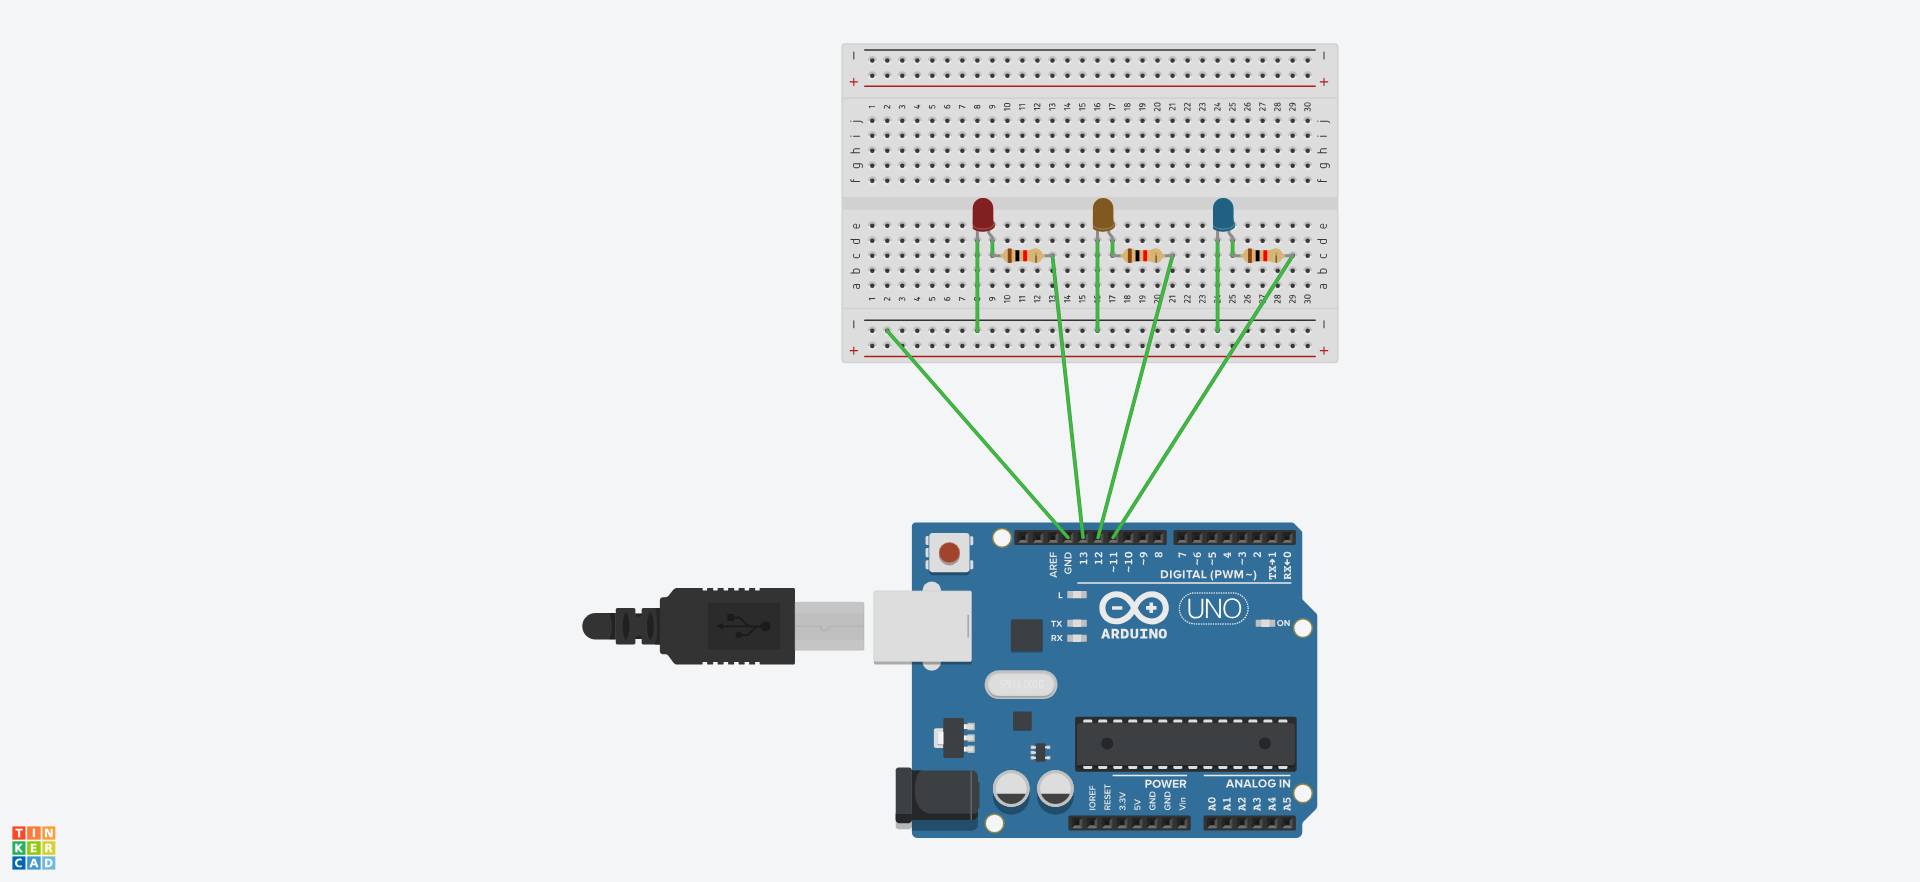 − −
+ +
1 2 3 4 5 6 7 8 9 10 11 12 13 14 15 16 17 18 19 20 21 22 23 24 25 26 27 28 29 30
j j
i i
h h
g g
f f
e e
d d
c c
b b
a a
1 2 3 4 5 6 7 8 9 10 11 12 13 14 15 16 17 18 19 20 21 22 23 24 25 26 27 28 29 30
− −
+ +
AREF GND 13 12 ~11 ~10 ~9 8 7 ~6 ~5 4 ~3 2 TX→1 RX←0
DIGITAL (PWM ~)
L
TX
RX
UNO
ARDUINO
ON
POWER
ANALOG IN
IOREF RESET 3.3V 5V GND GND Vin A0 A1 A2 A3 A4 A5
TIN
KER
CAD